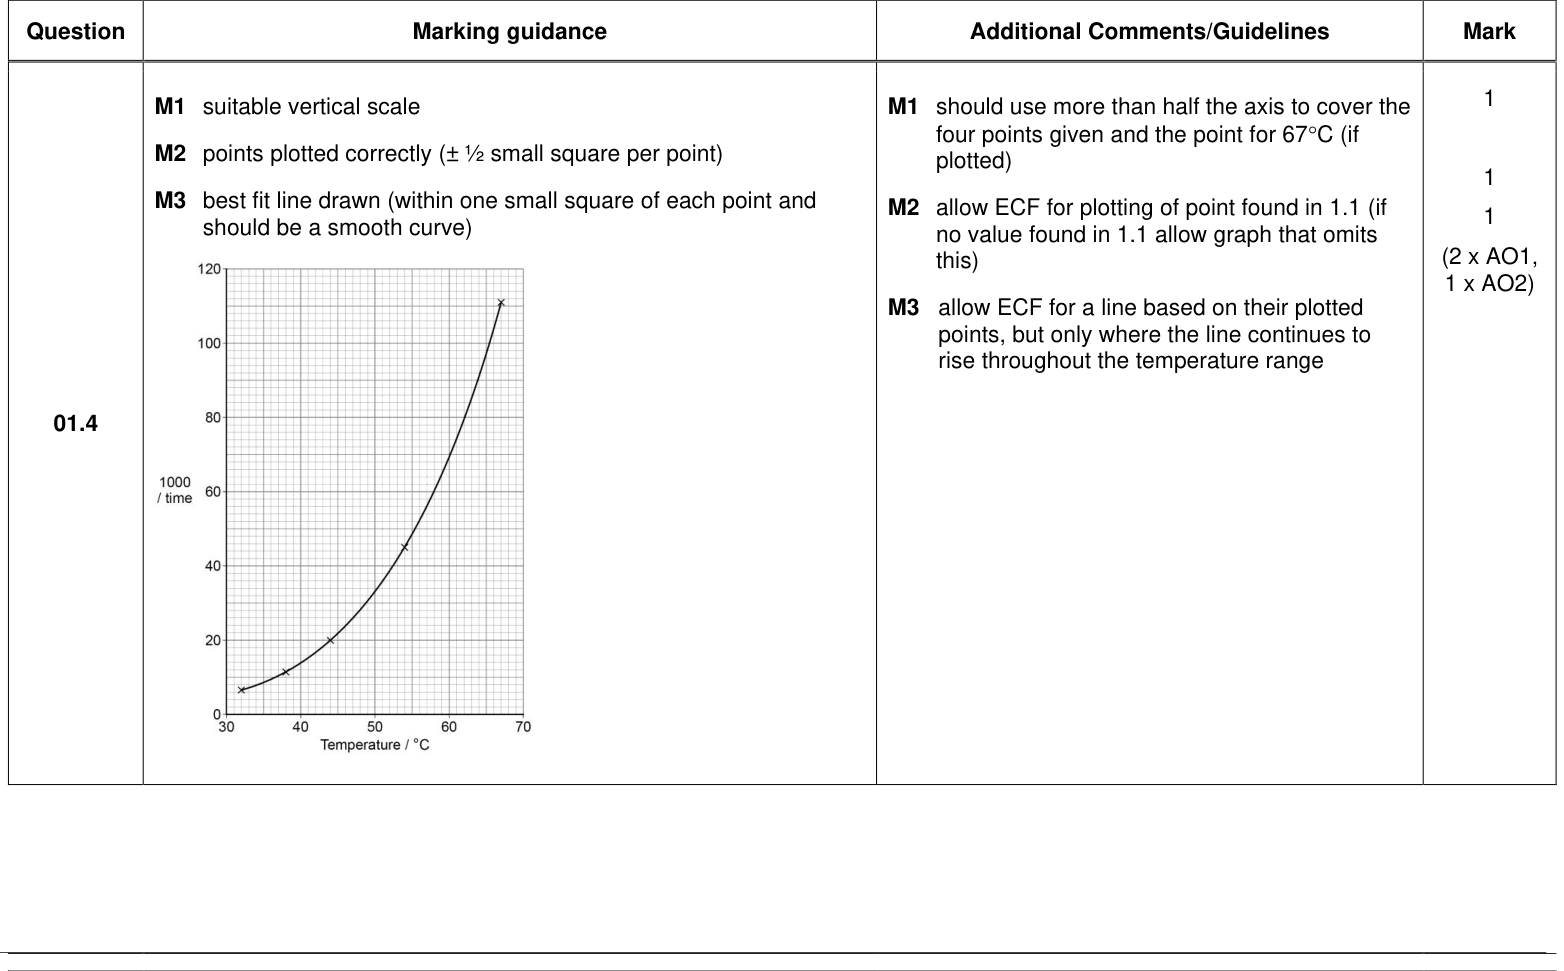 Question
Marking guidance
Additional Comments/Guidelines
Mark
01.4
M1 suitable vertical scale
M2 points plotted correctly (± ½ small square per point)
M3 best fit line drawn (within one small square of each point and
should be a smooth curve)
120
100
80
60
40
20
0
1000
/ time
30
40
50
60
70
Temperature / °C
M1 should use more than half the axis to cover the
four points given and the point for 67°C (if
plotted)
M2 allow ECF for plotting of point found in 1.1 (if
no value found in 1.1 allow graph that omits
this)
M3 allow ECF for a line based on their plotted
points, but only where the line continues to
rise throughout the temperature range
1
1
1
(2 x AO1,
1 x AO2)